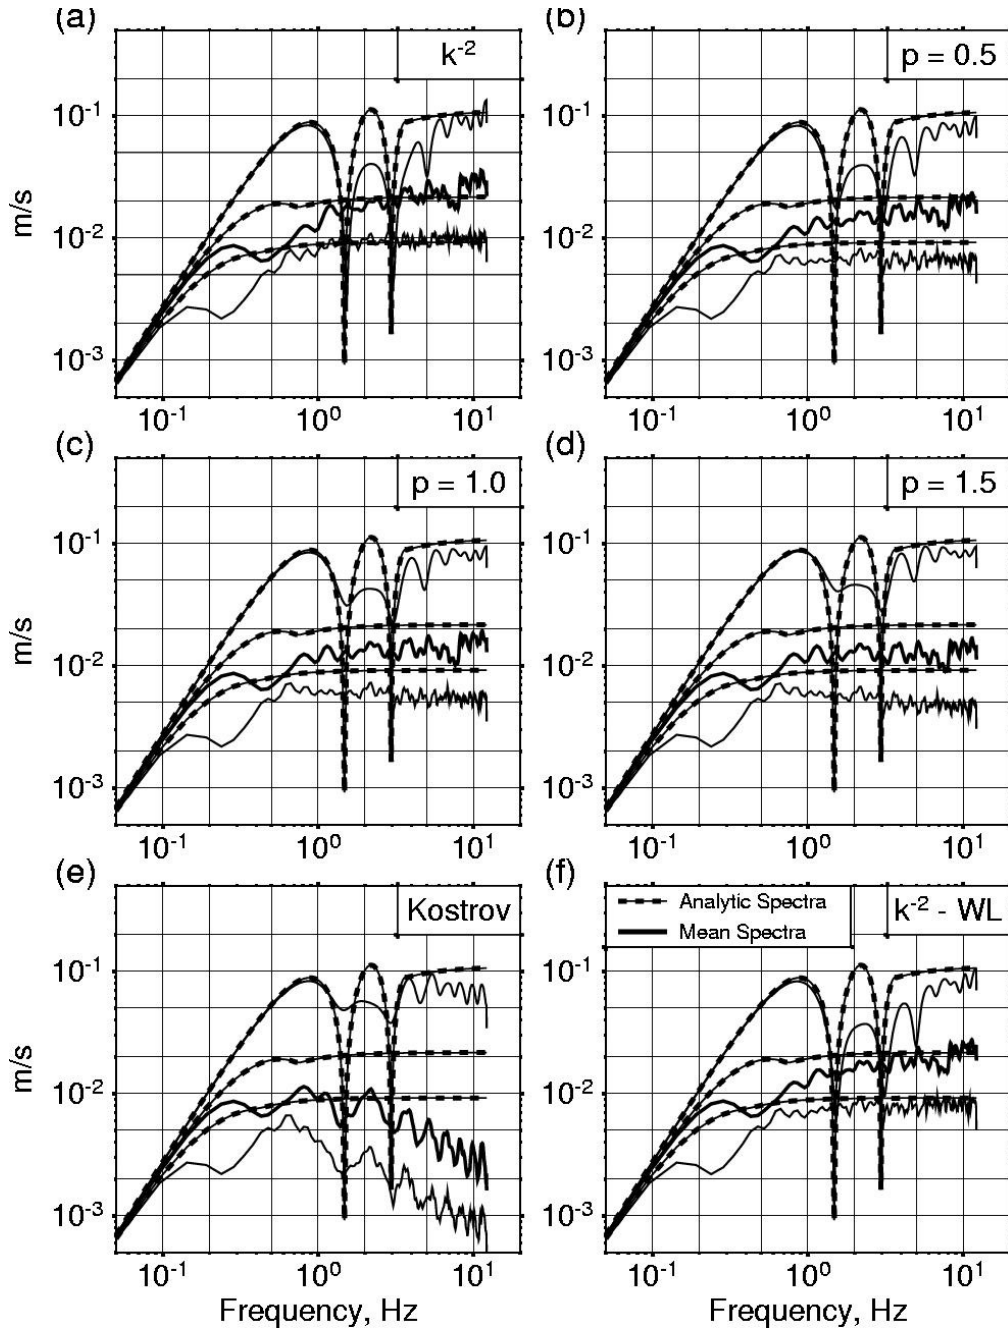 (a)
k⁻²
(b)
p = 0.5
10⁻¹
10⁻²
10⁻³
m/s
10⁻¹
10⁻²
10⁻³
10⁻¹ 10⁰ 10¹
10⁻¹ 10⁰ 10¹
(c)
p = 1.0
(d)
p = 1.5
10⁻¹
10⁻²
10⁻³
m/s
10⁻¹
10⁻²
10⁻³
10⁻¹ 10⁰ 10¹
10⁻¹ 10⁰ 10¹
(e)
Kostrov
(f)
Analytic Spectra
Mean Spectra
k⁻² - WL
10⁻¹
10⁻²
10⁻³
m/s
10⁻¹
10⁻²
10⁻³
10⁻¹ 10⁰ 10¹
10⁻¹ 10⁰ 10¹
Frequency, Hz
Frequency, Hz